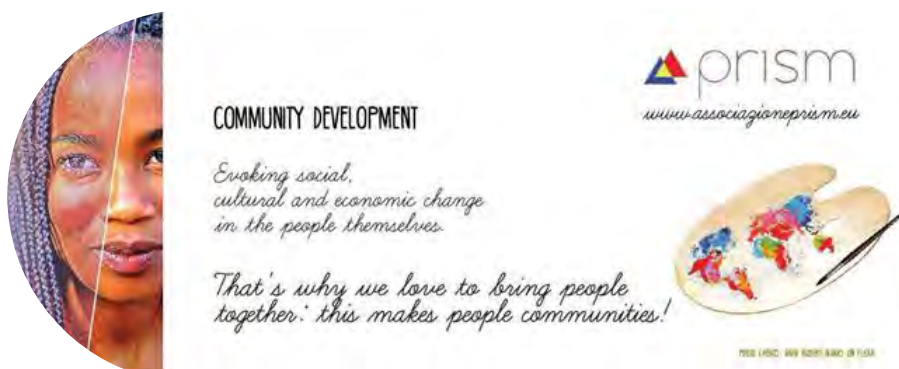 prism
www.associazioneprism.eu
COMMUNITY DEVELOPMENT
Evoking social,
cultural and economic change
in the people themselves.
That's why we love to bring people
together: this makes people communities!